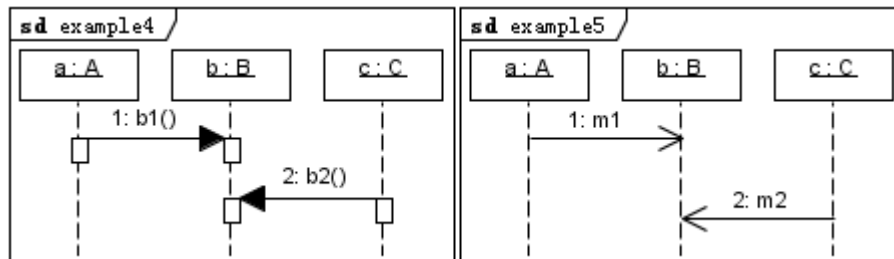 sd example4
a : A
b : B
c : C
1: b1()
2: b2()
sd example5
a : A
b : B
c : C
1: m1
2: m2